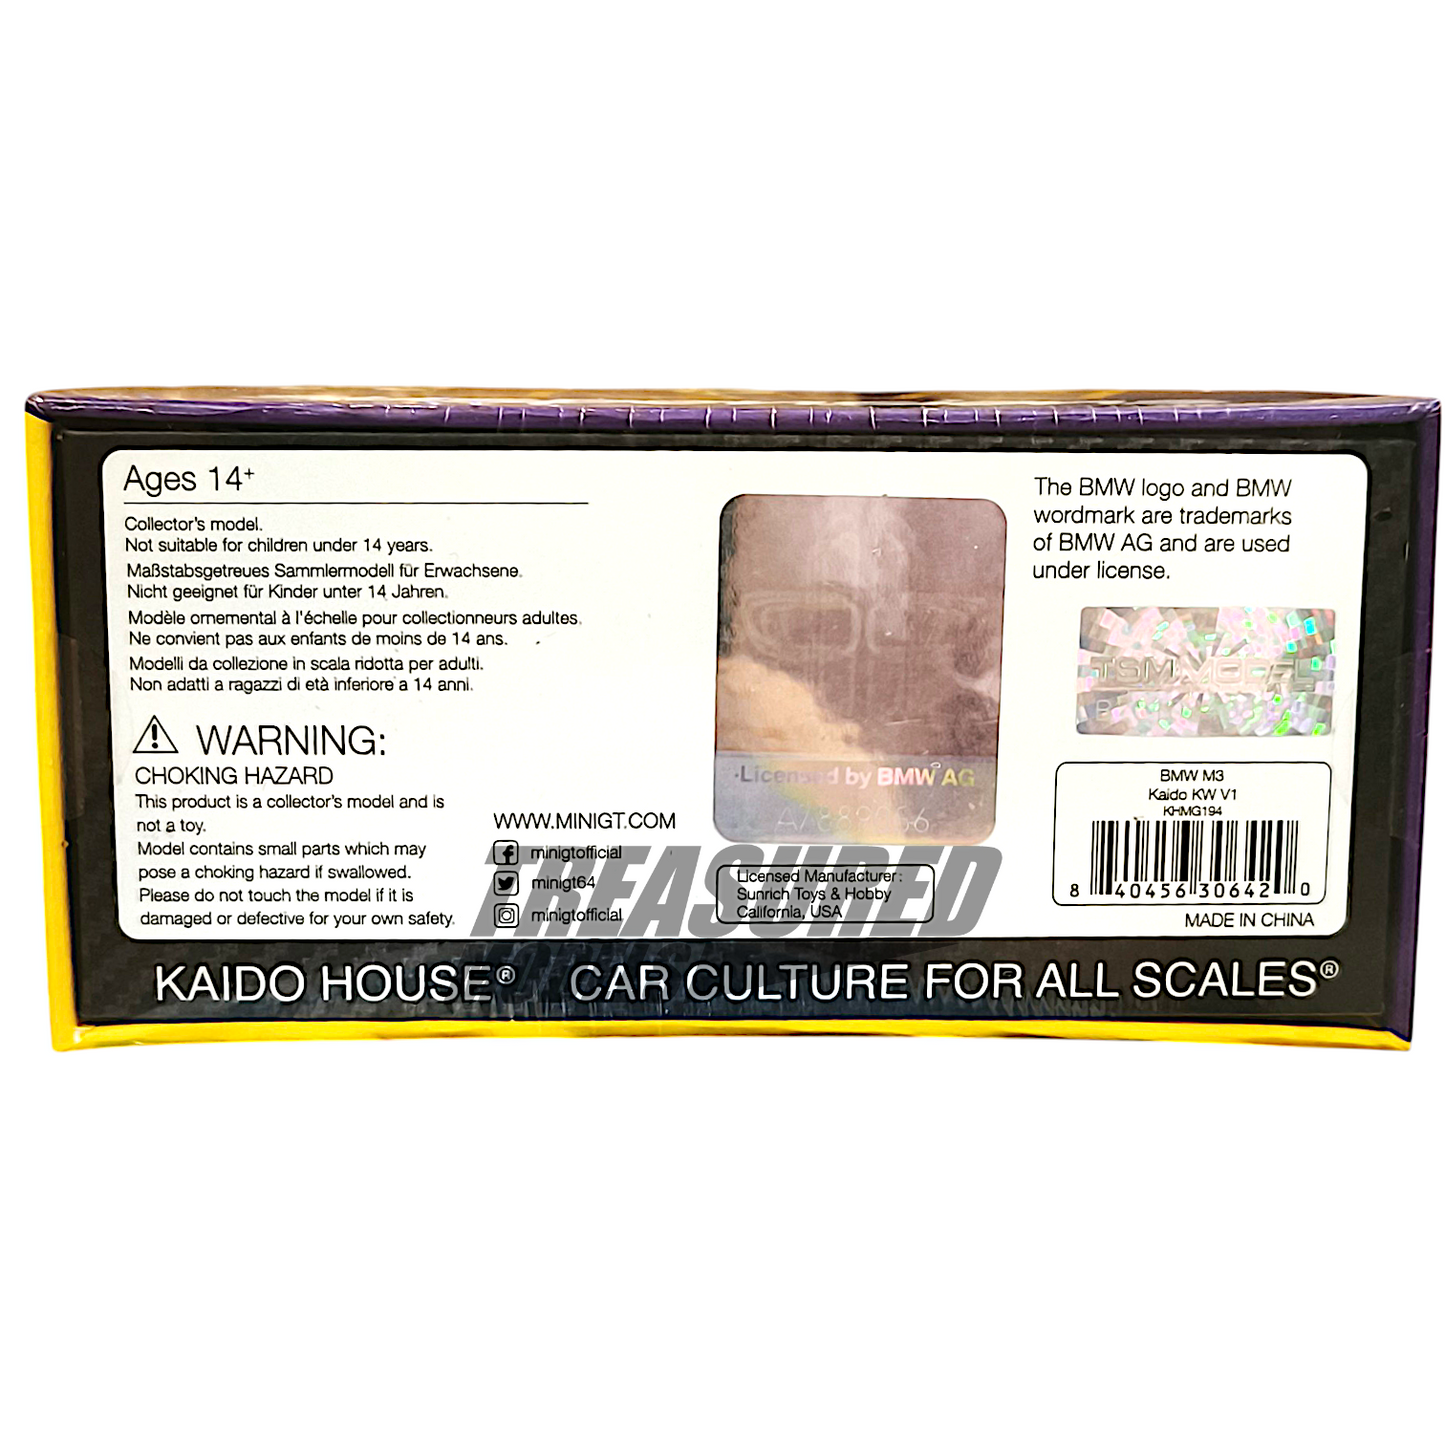 Ages 14+
Collector's model.
Not suitable for children under 14 years.
Maßstabsgetreues Sammlermodell für Erwachsene.
Nicht geeignet für Kinder unter 14 Jahren.
Modèle ornemental à l'échelle pour collectionneurs adultes.
Ne convient pas aux enfants de moins de 14 ans.
Modelli da collezione in scala ridotta per adulti.
Non adatti a ragazzi di età inferiore a 14 anni.
WARNING:
CHOKING HAZARD
This product is a collector's model and is
not a toy.
Model contains small parts which may
pose a choking hazard if swallowed.
Please do not touch the model if it is
damaged or defective for your own safety.
WWW.MINIGT.COM
minigtofficial
minigt64
minigtofficial
Licensed by BMW AG
TREASURED
Licensed Manufacturer:
Sunrich Toys & Hobby
California, USA
The BMW logo and BMW
wordmark are trademarks
of BMW AG and are used
under license.
TSM MODEL
BMW M3
Kaido KW V1
KHMG194
8 40456 30642 0
MADE IN CHINA
KAIDO HOUSE® CAR CULTURE FOR ALL SCALES®